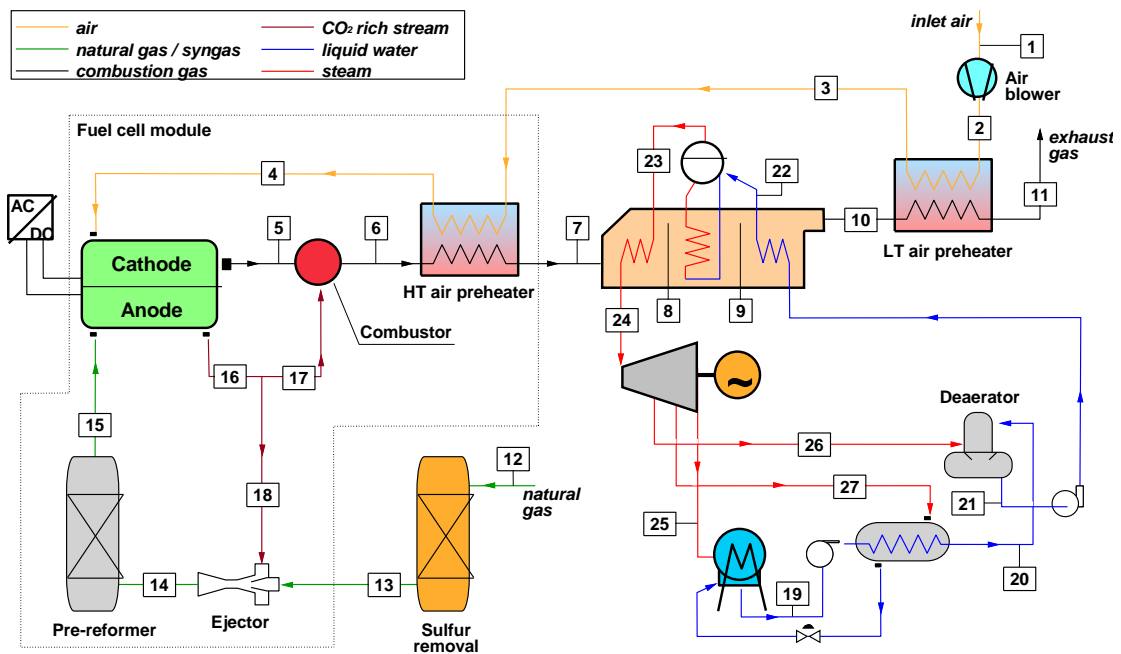 air
natural gas / syngas
combustion gas
CO₂ rich stream
liquid water
steam
inlet air
1
Air
blower
2
3
exhaust
gas
11
LT air preheater
10
Fuel cell module
4
AC
DC
Cathode
Anode
5
6
HT air preheater
7
Combustor
23
22
8
9
24
16
17
15
18
12
natural
gas
Deaerator
26
27
21
25
14
13
19
20
Pre-reformer
Ejector
Sulfur
removal
~